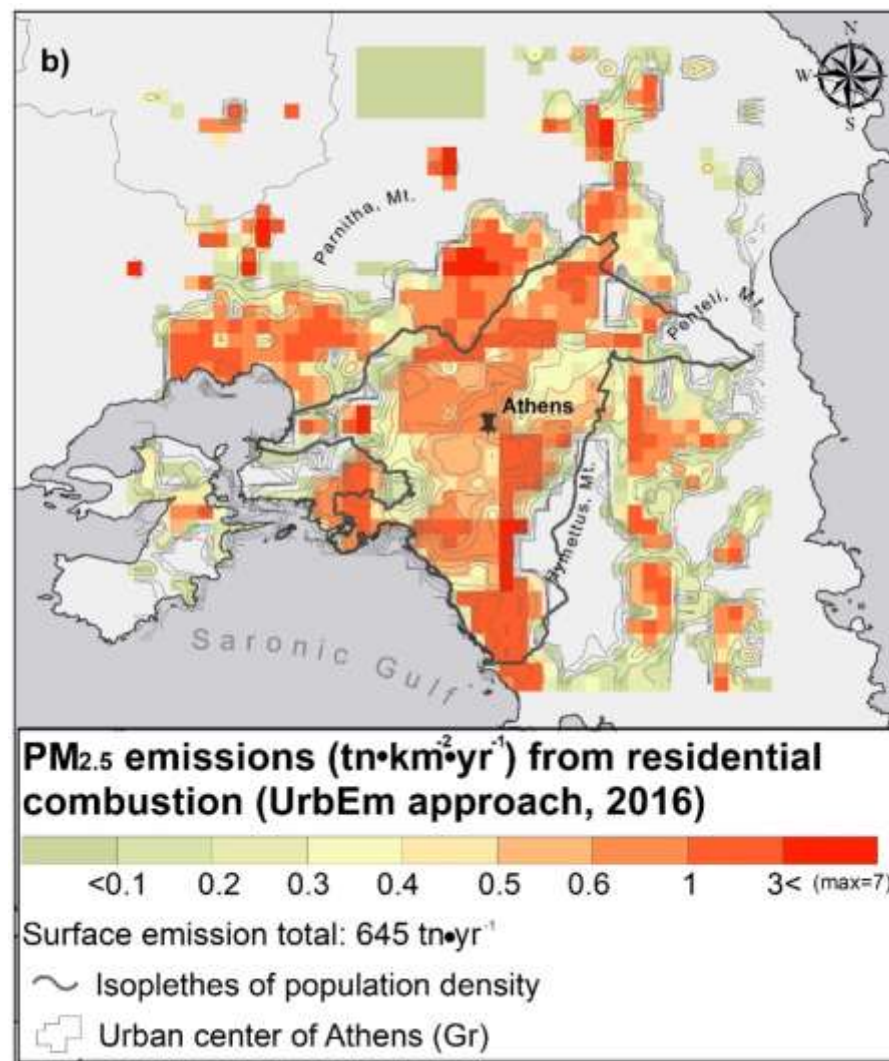 b)
N
W
S
Parnitha, Mt.
Penteli, Mt.
Athens
Hymettus, Mt.
Saronic Gulf
PM2.5 emissions (tn•km-2•yr-1) from residential
combustion (UrbEm approach, 2016)
<0.1 0.2 0.3 0.4 0.5 0.6 1 3< (max=7)
Surface emission total: 645 tn•yr-1
Isoplethes of population density
Urban center of Athens (Gr)